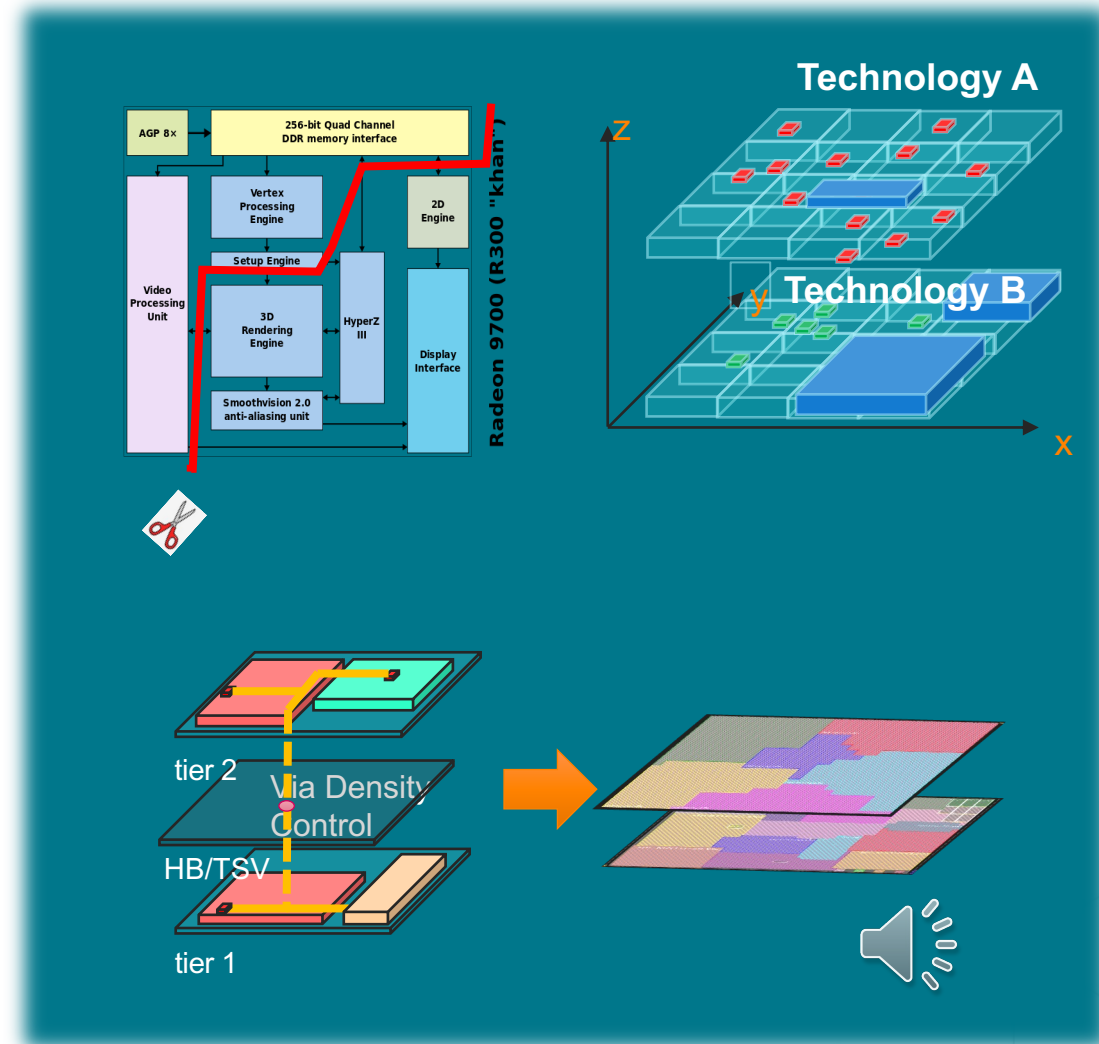 Technology A
AGP 8×
256-bit Quad Channel
DDR memory interface
Vertex
Processing
Engine
2D
Engine
Setup Engine
Video
Processing
Unit
3D
Rendering
Engine
HyperZ
III
Display
Interface
Smoothvision 2.0
anti-aliasing unit
Radeon 9700 (R300 "khan")
z
y
Technology B
x
tier 2
Via Density
Control
HB/TSV
tier 1